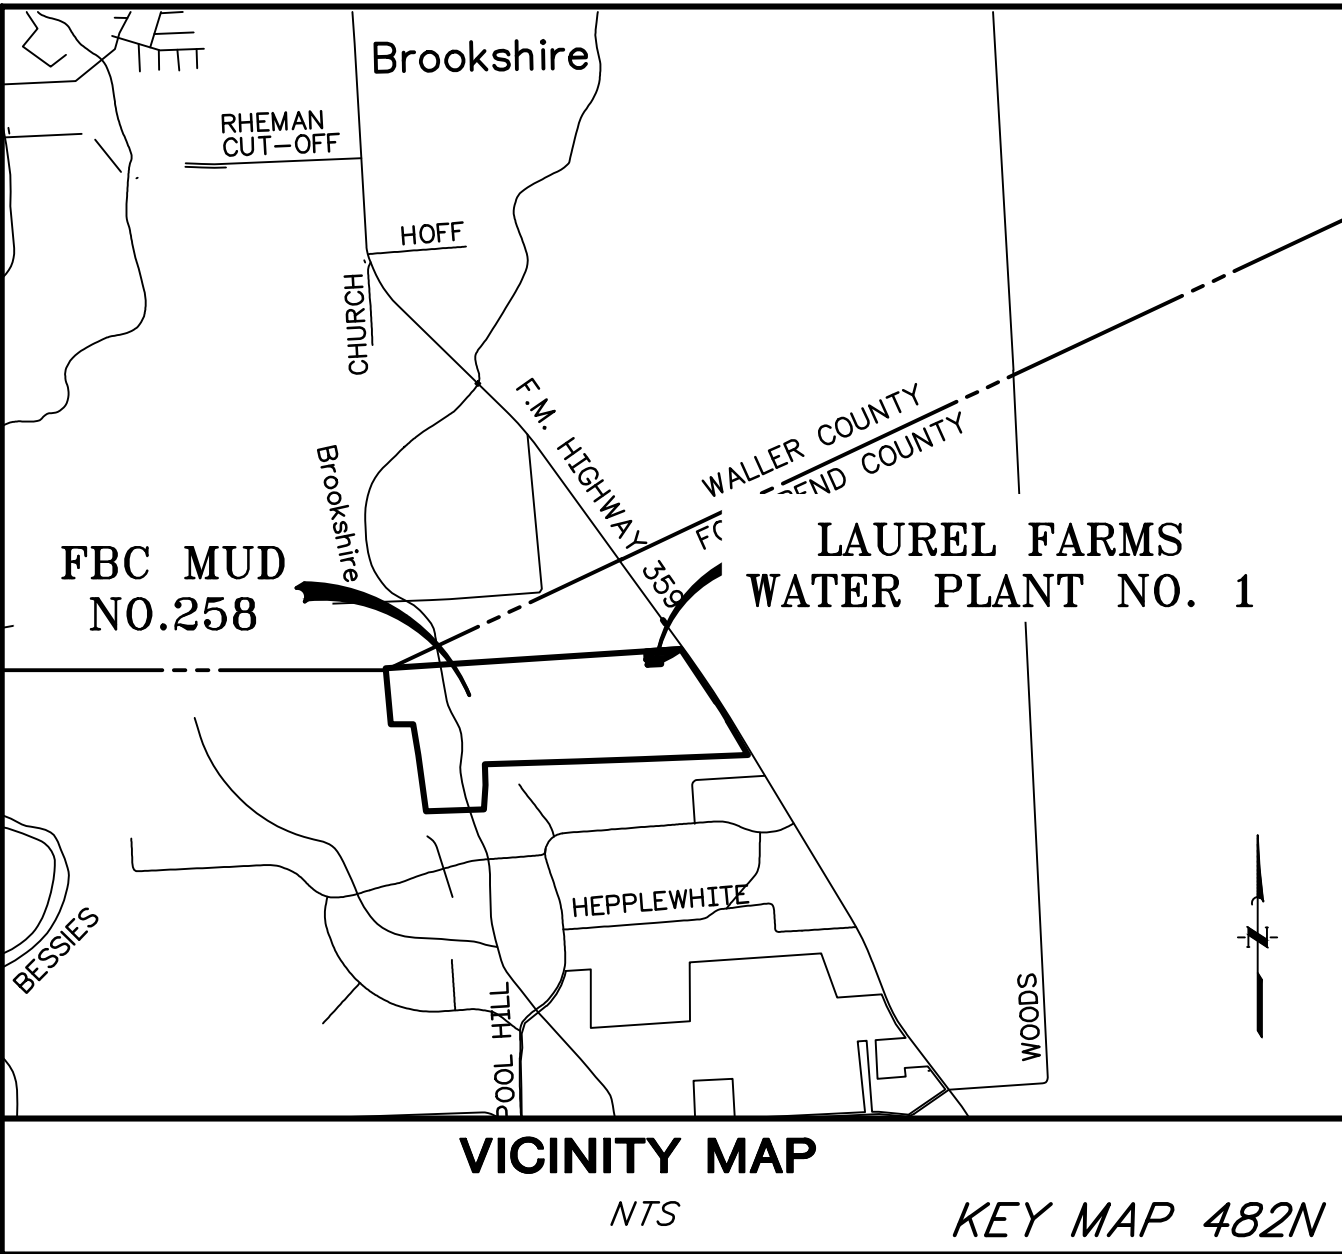 Brookshire
RHEMAN
CUT-OFF
HOFF
CHURCH
F.M. HIGHWAY 359
WALLER COUNTY
BEND COUNTY
Brookshire
FBC MUD
NO.258
LAUREL FARMS
WATER PLANT NO. 1
HEPPLEWHITE
BESSIES
POOL HILL
WOODS
N
VICINITY MAP
NTS
KEY MAP 482N